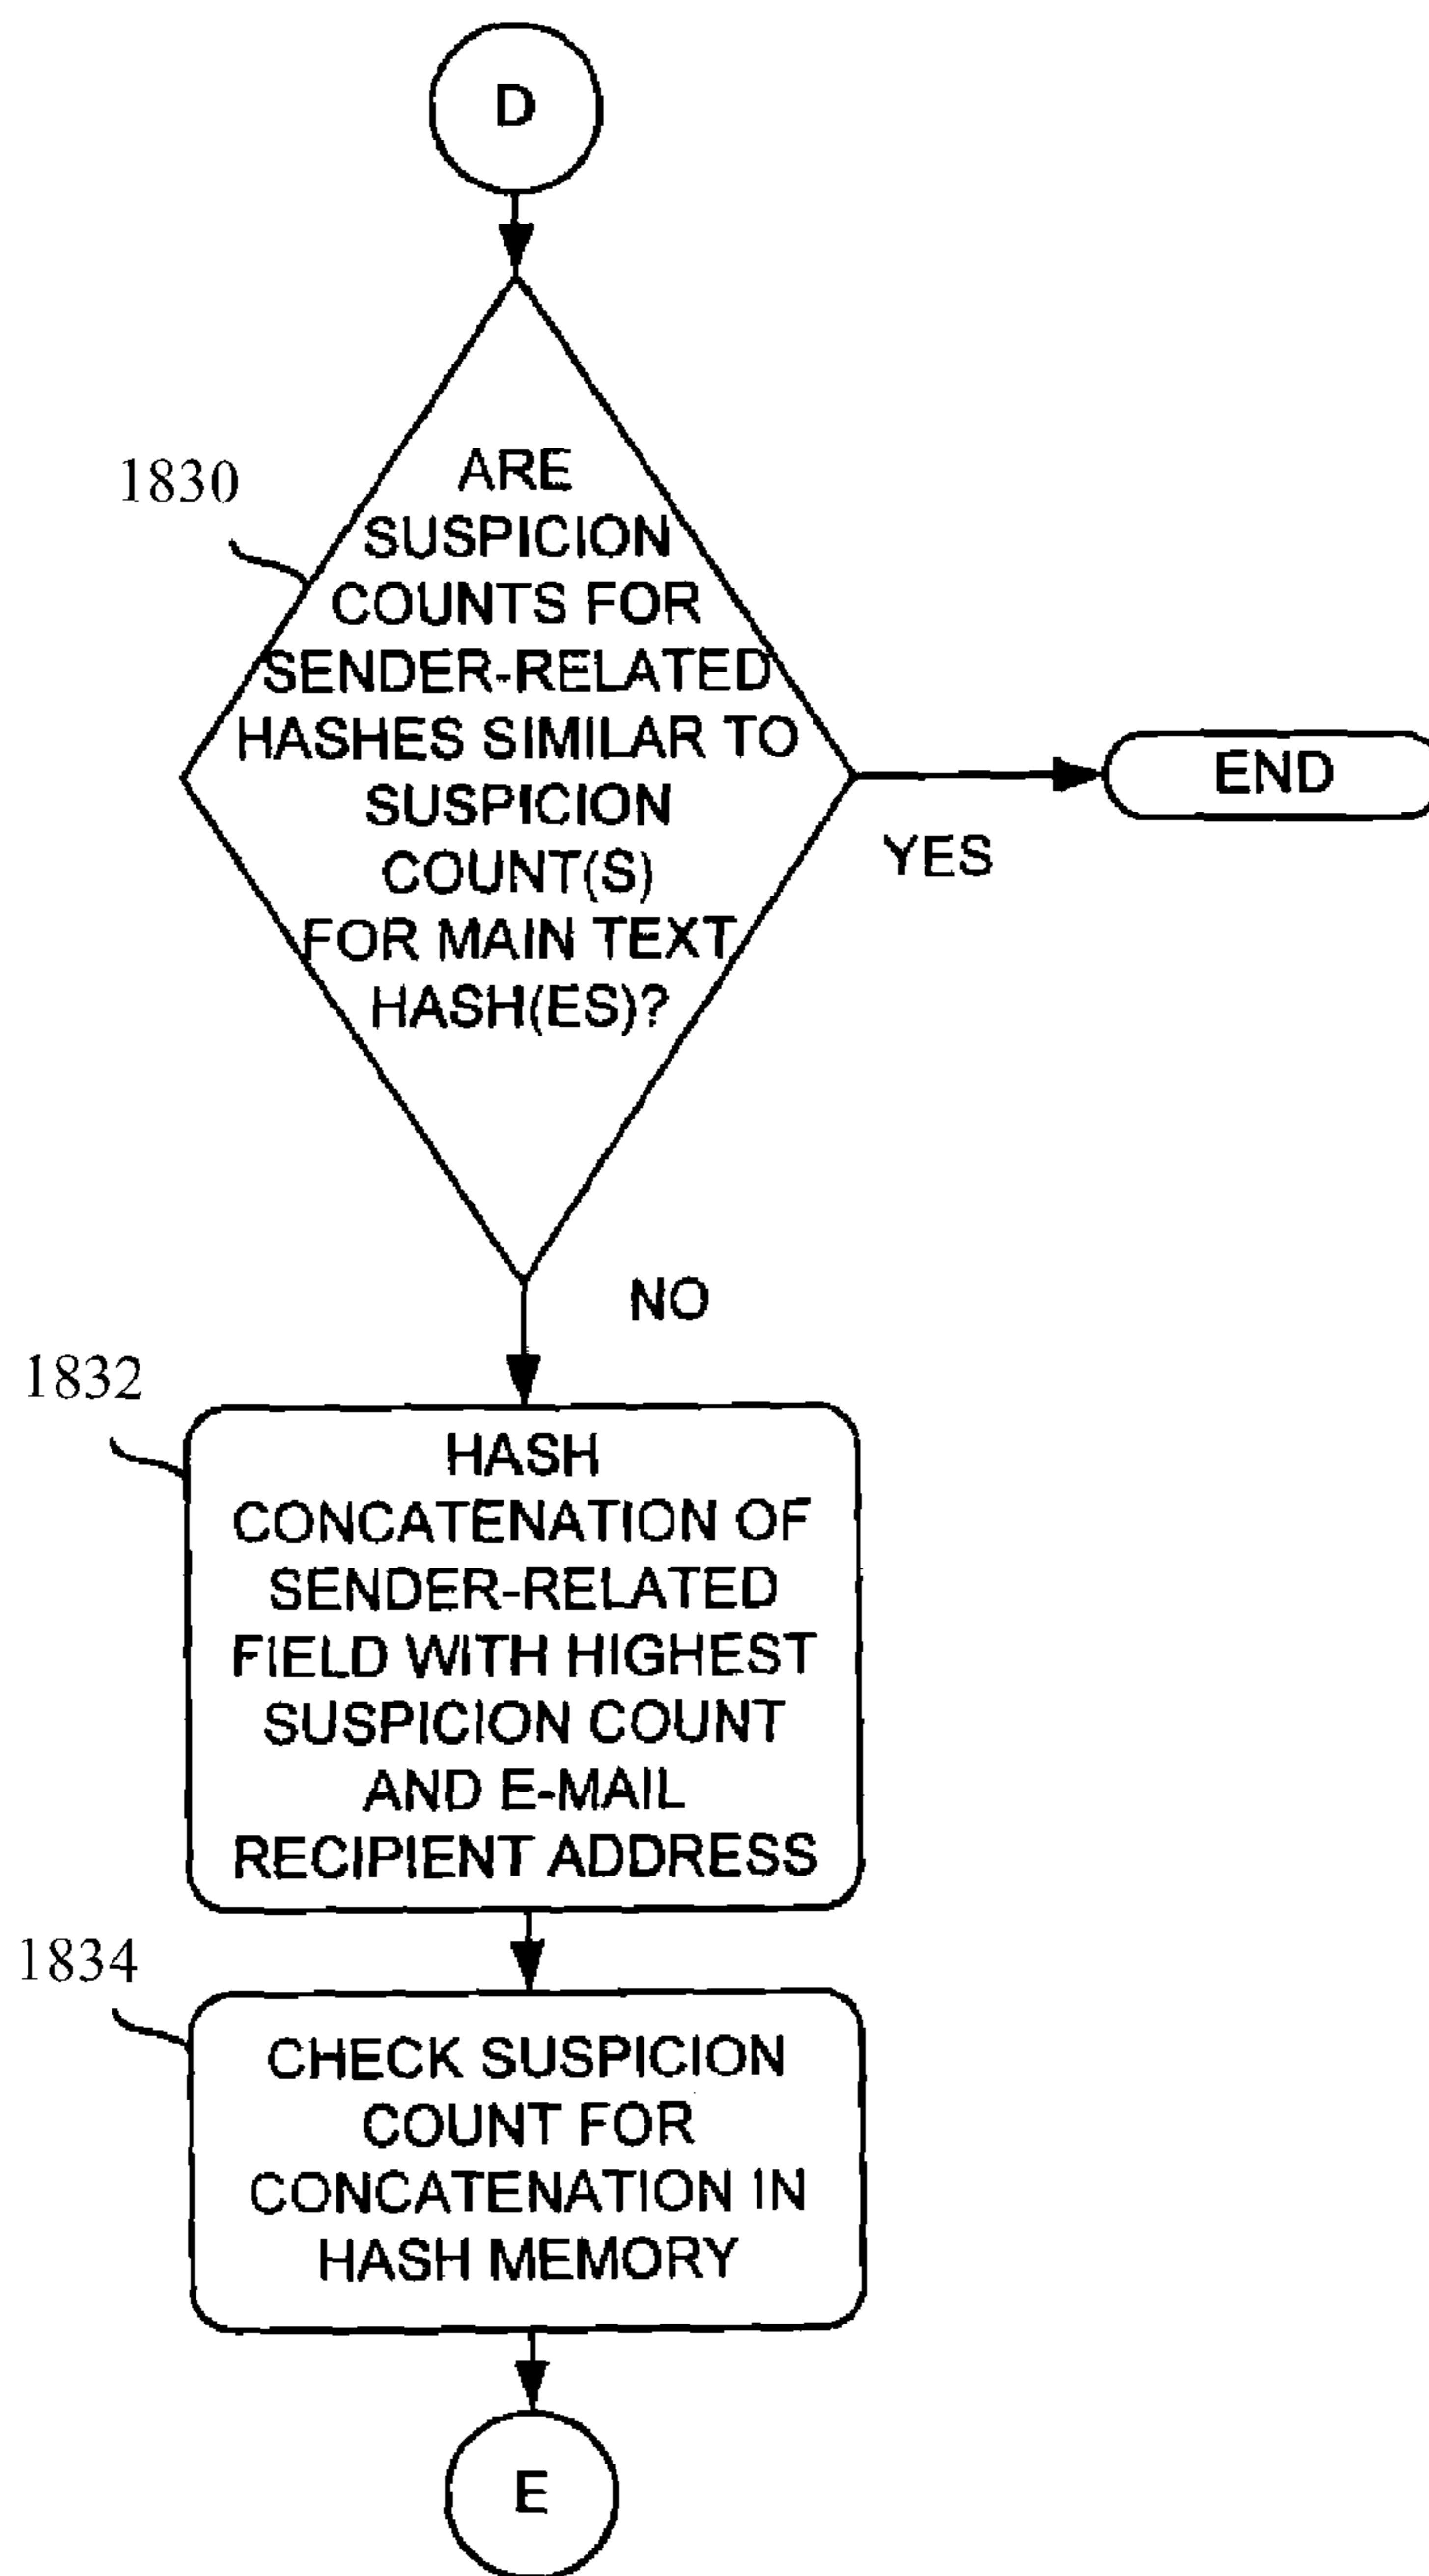 D
1830
ARE
SUSPICION
COUNTS FOR
SENDER-RELATED
HASHES SIMILAR TO
SUSPICION
COUNT(S)
FOR MAIN TEXT
HASH(ES)?
END
YES
NO
1832
HASH
CONCATENATION OF
SENDER-RELATED
FIELD WITH HIGHEST
SUSPICION COUNT
AND E-MAIL
RECIPIENT ADDRESS
1834
CHECK SUSPICION
COUNT FOR
CONCATENATION IN
HASH MEMORY
E